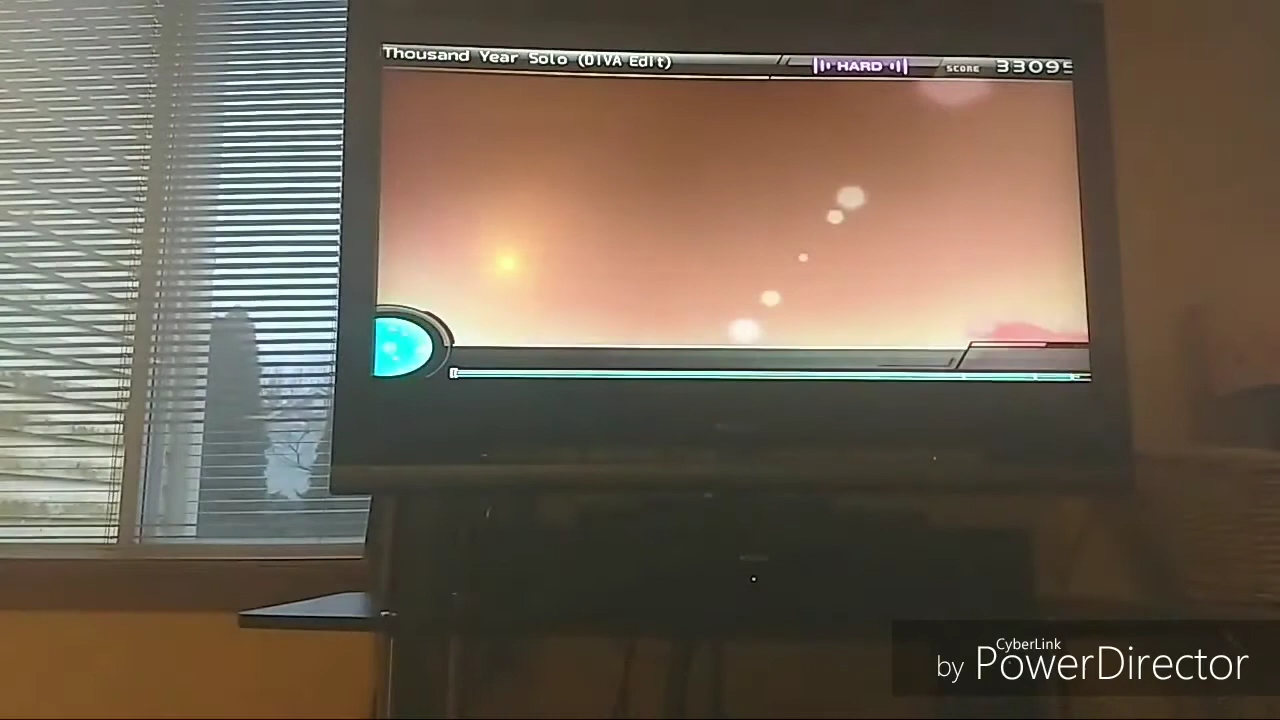 Thousand Year Solo (DIVA Edit)
HARD
SCORE 33095
CyberLink
by PowerDirector